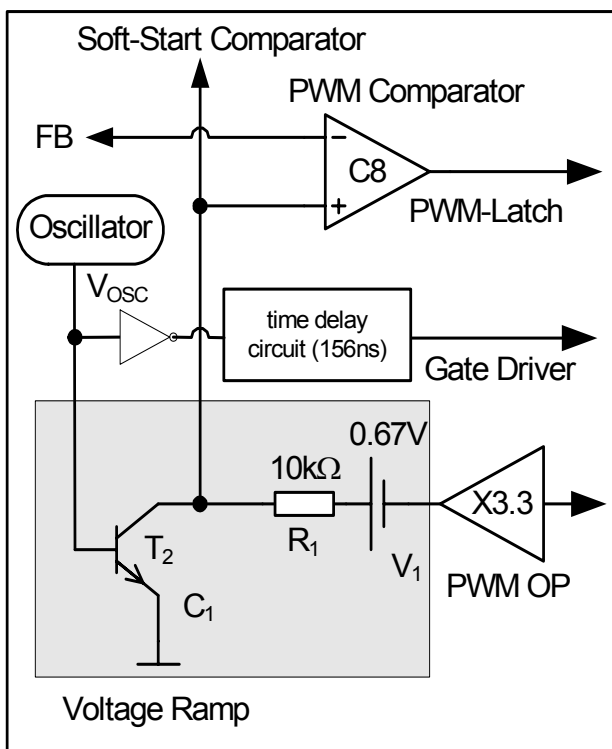 Soft-Start Comparator
PWM Comparator
FB
−
C8
+
PWM-Latch
Oscillator
V_OSC
time delay
circuit (156ns)
Gate Driver
0.67V
10kΩ
X3.3
R₁
T₂
V₁
PWM OP
C₁
Voltage Ramp